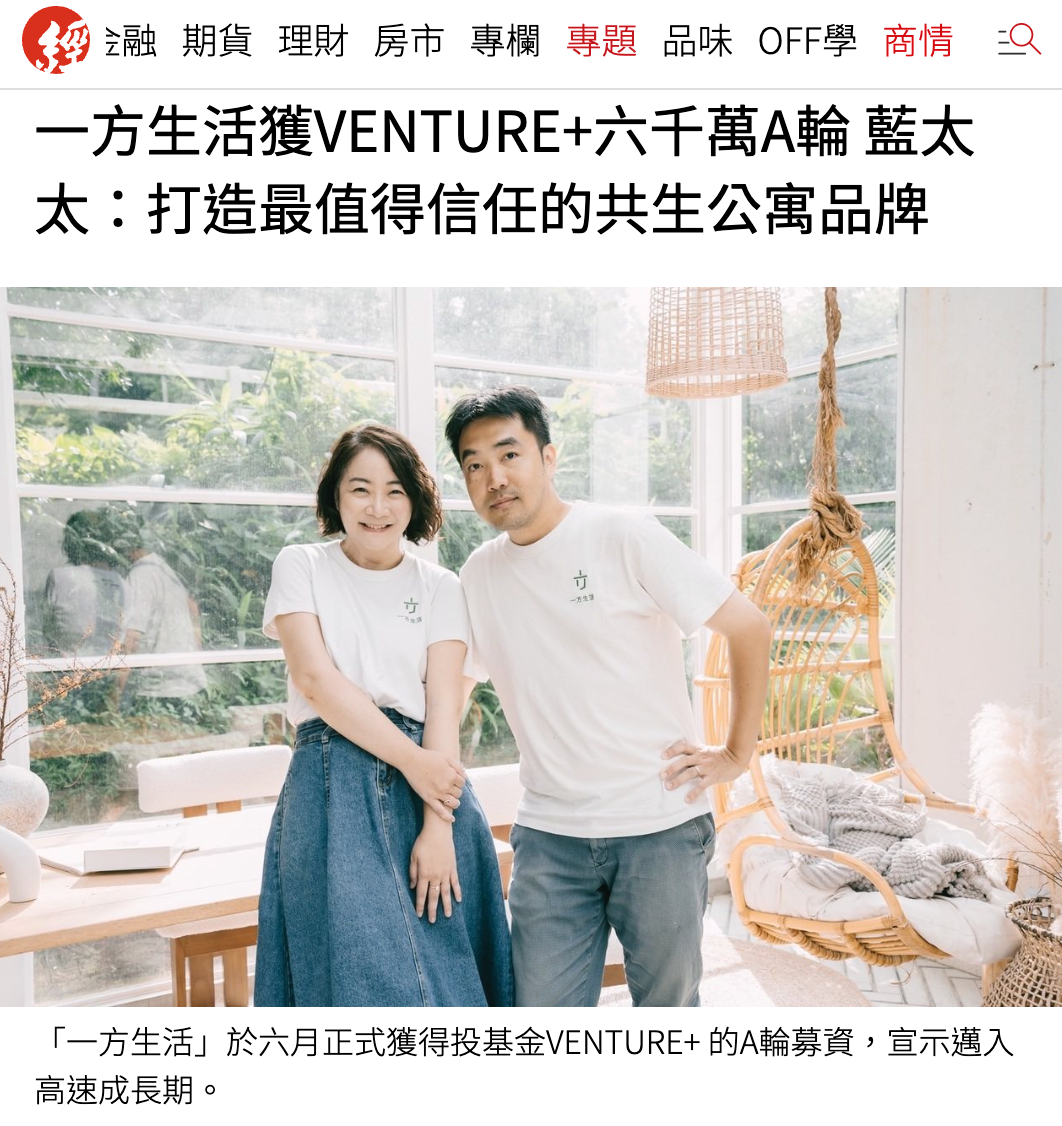 經
金融 期貨 理財 房市 專欄 專題 品味 OFF學 商情
一方生活獲VENTURE+六千萬A輪 藍太
太：打造最值得信任的共生公寓品牌
一方生活
一方生活
「一方生活」於六月正式獲得投基金VENTURE+ 的A輪募資，宣示邁入
高速成長期。